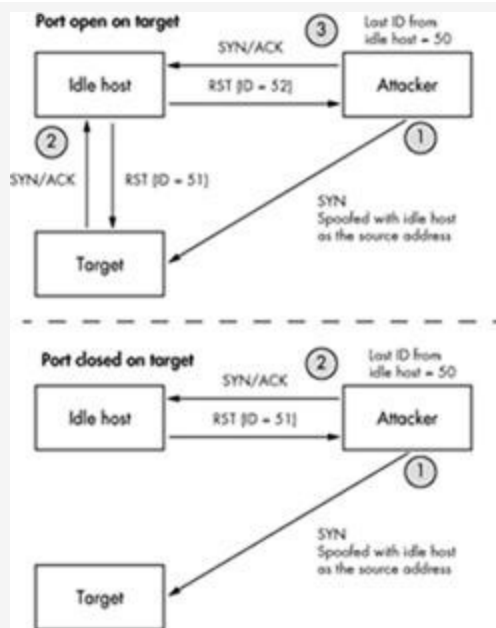 Port open on target
3
Last ID from
idle host = 50
SYN/ACK
Idle host
RST [ID = 52]
Attacker
2
1
SYN/ACK
RST [ID = 51]
SYN
Spoofed with idle host
as the source address
Target
Port closed on target
2
Last ID from
idle host = 50
SYN/ACK
Idle host
RST [ID = 51]
Attacker
1
SYN
Spoofed with idle host
as the source address
Target